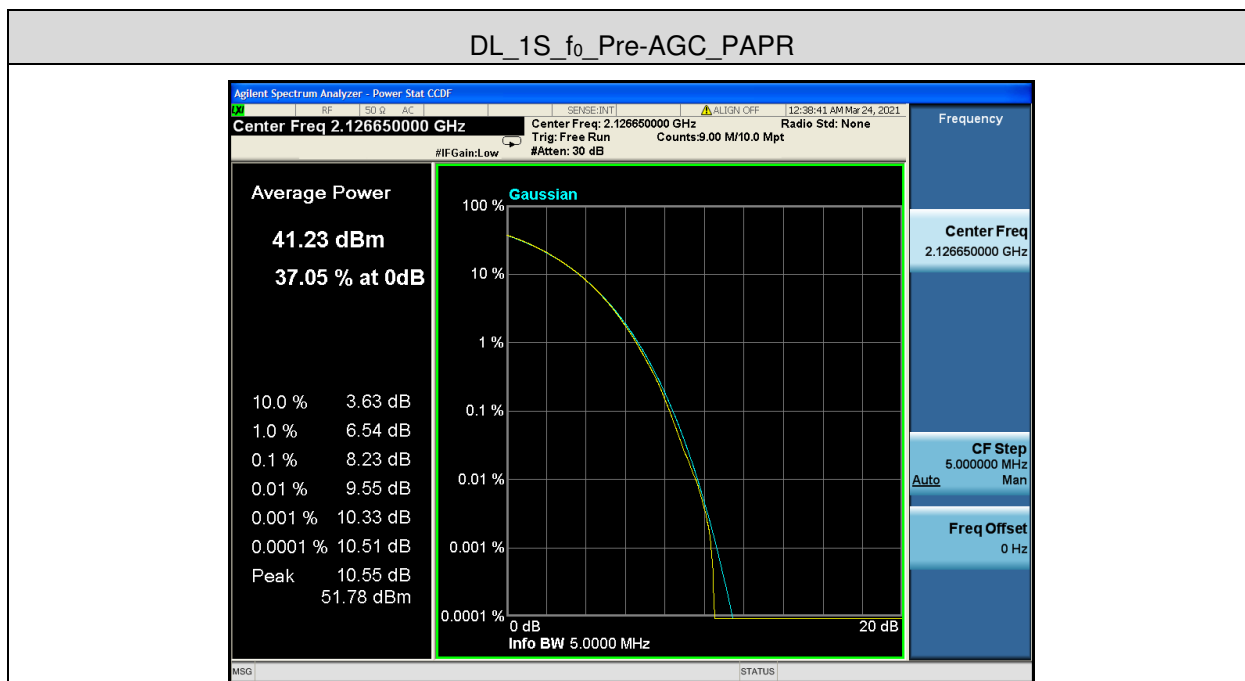 DL_1S_f₀_Pre-AGC_PAPR
Agilent Spectrum Analyzer - Power Stat CCDF
LXI RF 50 Ω AC SENSE:INT ALIGN OFF 12:38:41 AM Mar 24, 2021
Center Freq 2.126650000 GHz
Center Freq: 2.126650000 GHz Radio Std: None
Trig: Free Run Counts:9.00 M/10.0 Mpt
#IFGain:Low #Atten: 30 dB
Average Power
41.23 dBm
37.05 % at 0dB
10.0 % 3.63 dB
1.0 % 6.54 dB
0.1 % 8.23 dB
0.01 % 9.55 dB
0.001 % 10.33 dB
0.0001 % 10.51 dB
Peak 10.55 dB
51.78 dBm
Gaussian
100 %
10 %
1 %
0.1 %
0.01 %
0.001 %
0.0001 %
0 dB 20 dB
Info BW 5.0000 MHz
Frequency
Center Freq
2.126650000 GHz
CF Step
5.000000 MHz
Auto Man
Freq Offset
0 Hz
MSG STATUS